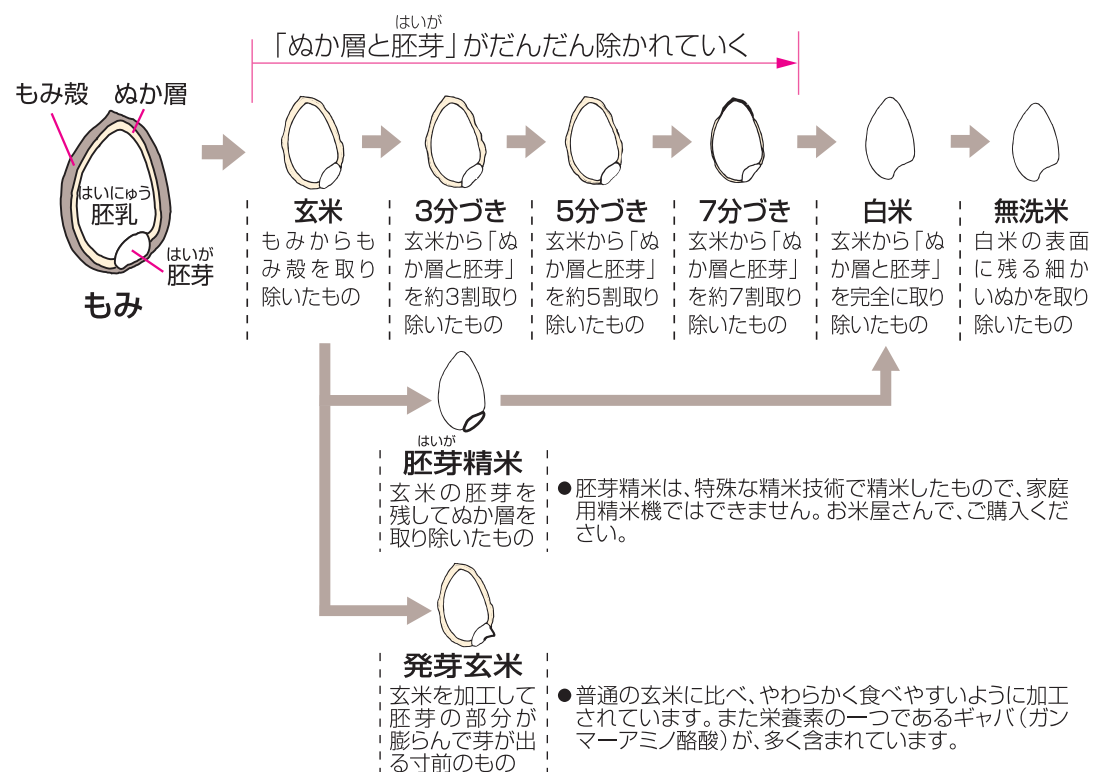 はいが
「ぬか層と胚芽」がだんだん除かれていく
もみ殻
ぬか層
はいにゅう
胚乳
はいが
胚芽
もみ
玄米
もみからも
み殻を取り
除いたもの
3分づき
玄米から「ぬ
か層と胚芽」
を約3割取り
除いたもの
5分づき
玄米から「ぬ
か層と胚芽」
を約5割取り
除いたもの
7分づき
玄米から「ぬ
か層と胚芽」
を約7割取り
除いたもの
白米
玄米から「ぬ
か層と胚芽」
を完全に取り
除いたもの
無洗米
白米の表面
に残る細か
いぬかを取り
除いたもの
はいが
胚芽精米
玄米の胚芽を
残してぬか層を
取り除いたもの
●胚芽精米は、特殊な精米技術で精米したもので、家庭
用精米機ではできません。お米屋さんで、ご購入くだ
さい。
発芽玄米
玄米を加工して
胚芽の部分が
膨らんで芽が出
る寸前のもの
●普通の玄米に比べ、やわらかく食べやすいように加工
されています。また栄養素の一つであるギャバ（ガン
マーアミノ酪酸）が、多く含まれています。